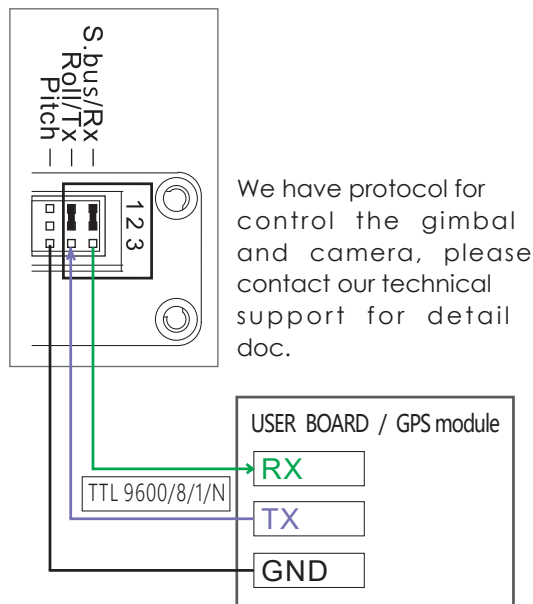 S.bus/Rx
Roll/Tx
Pitch
1
2
3
We have protocol for
control the gimbal
and camera, please
contact our technical
support for detail
doc.
USER BOARD / GPS module
RX
TTL 9600/8/1/N
TX
GND